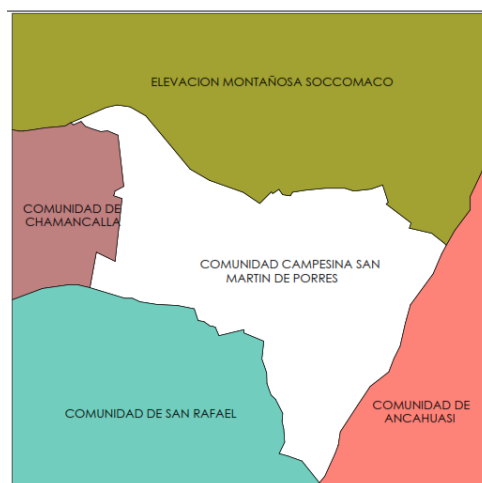 ELEVACION MONTAÑOSA SOCCOMACO
COMUNIDAD DE
CHAMANCALLA
COMUNIDAD CAMPESINA SAN
MARTIN DE PORRES
COMUNIDAD DE SAN RAFAEL
COMUNIDAD DE
ANCAHUASI